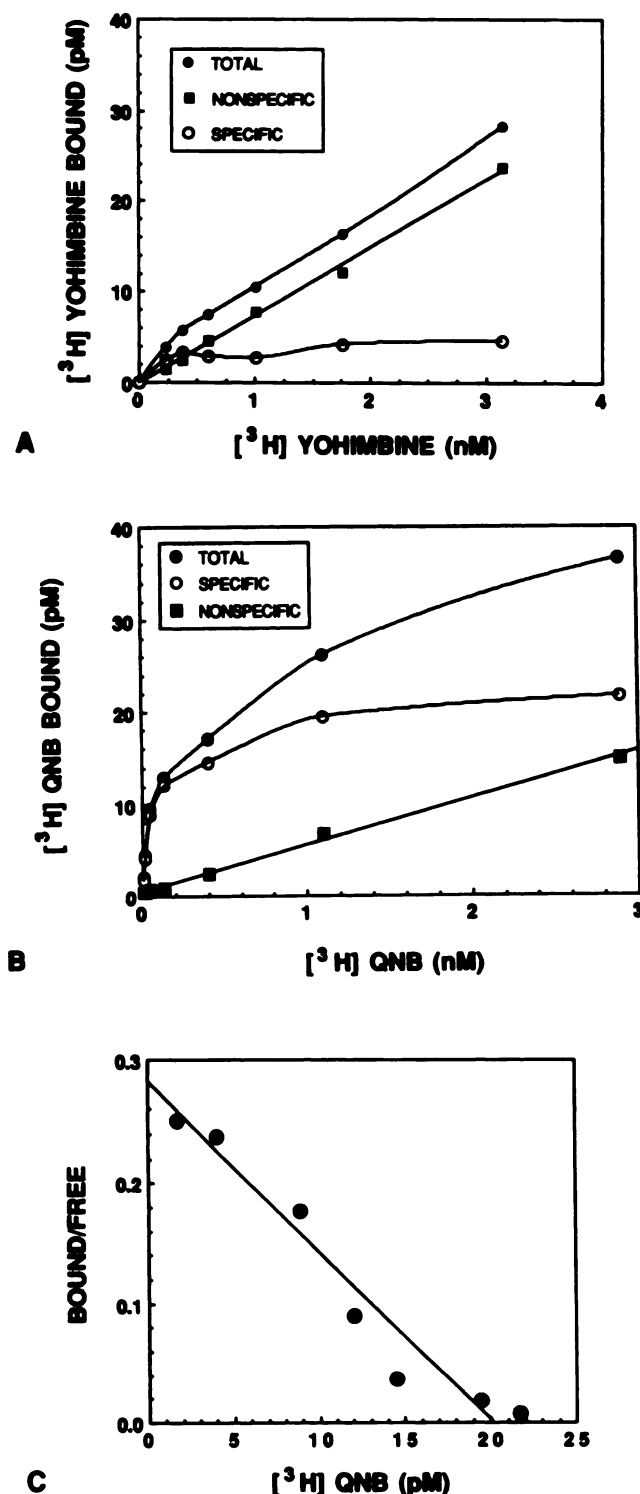 40
30
20
10
0
[³H] YOHIMBINE BOUND (pM)
TOTAL
NONSPECIFIC
SPECIFIC
0 1 2 3 4
A
[³H] YOHIMBINE (nM)
40
30
20
10
0
[³H] QNB BOUND (pM)
TOTAL
SPECIFIC
NONSPECIFIC
0 1 2 3
B
[³H] QNB (nM)
0.3
0.2
0.1
0.0
BOUND/FREE
0 5 10 15 20 25
C
[³H] QNB (pM)